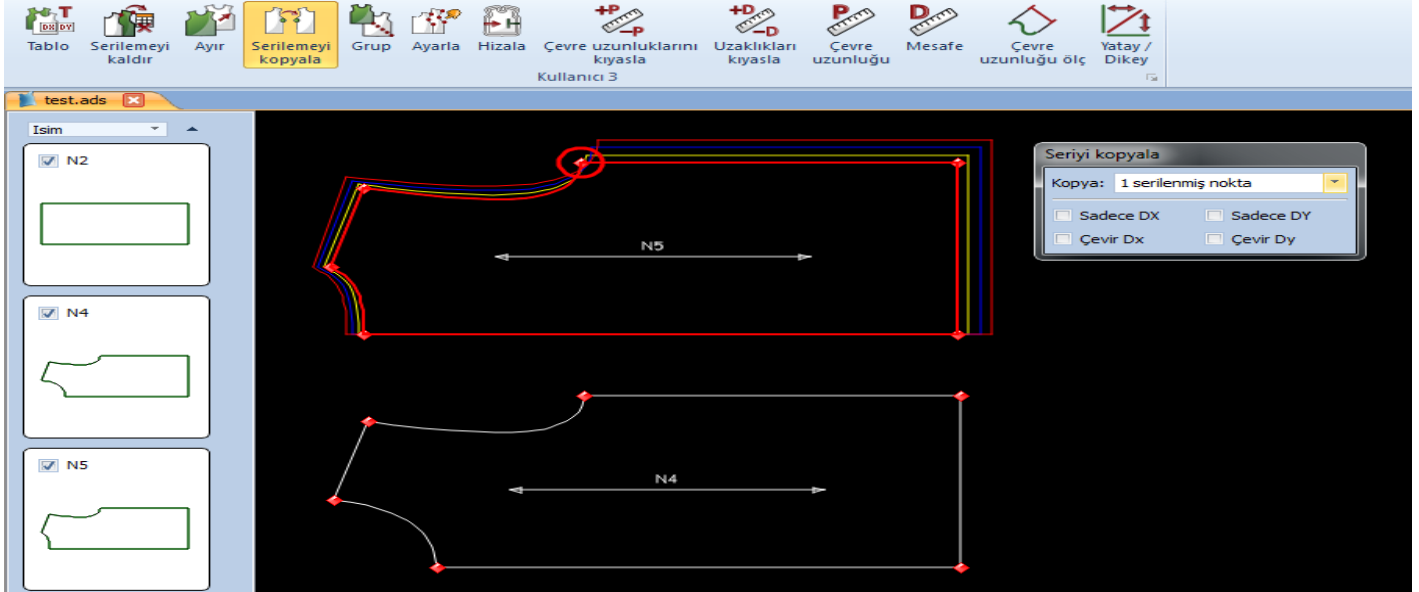 T
DX DY
Tablo
Serilemeyi
kaldır
Ayır
Serilemeyi
kopyala
Grup
Ayarla
H
Hizala
+P
−P
Çevre uzunluklarını
kıyasla
+D
−D
Uzaklıkları
kıyasla
P
Çevre
uzunluğu
D
Mesafe
Çevre
uzunluğu ölç
Yatay /
Dikey
Kullanıcı 3
test.ads
Isim
N2
N4
N5
N5
N4
Seriyi kopyala
Kopya: 1 serilenmiş nokta
Sadece DX Sadece DY
Çevir Dx Çevir Dy